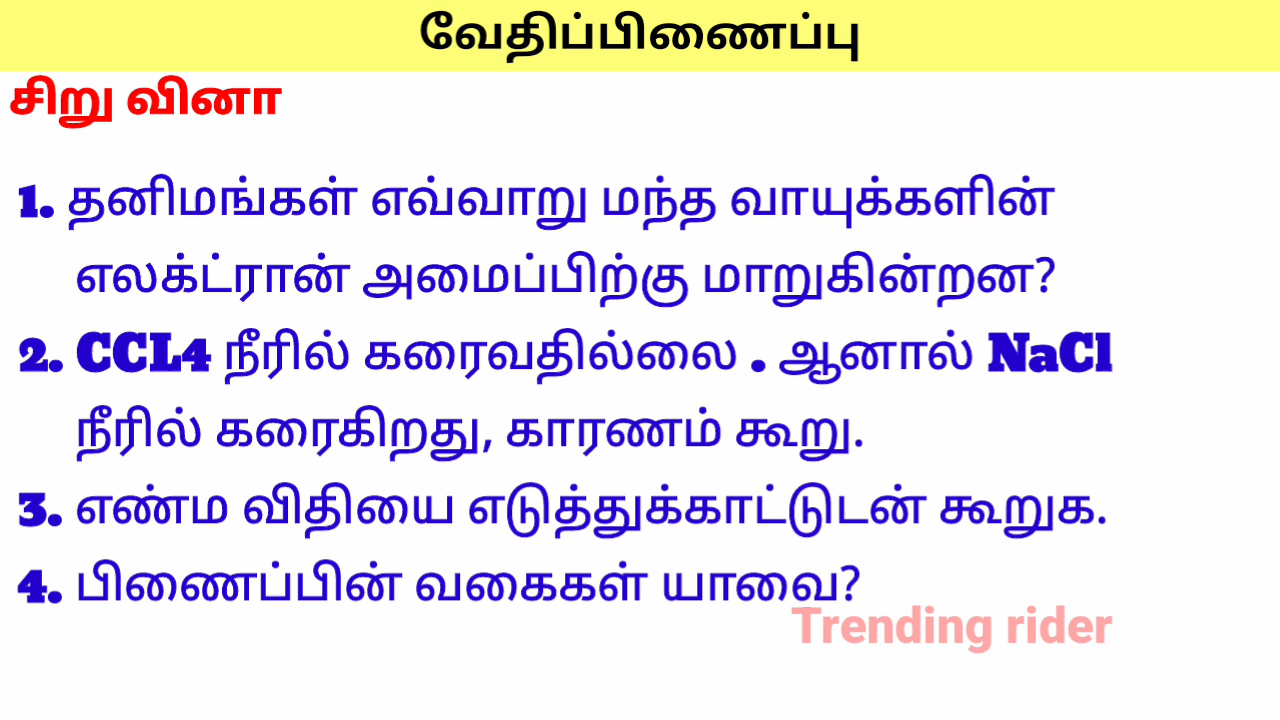 வேதிப்பிணைப்பு
சிறு வினா
1. தனிமங்கள் எவ்வாறு மந்த வாயுக்களின்
எலக்ட்ரான் அமைப்பிற்கு மாறுகின்றன?
2. CCL4 நீரில் கரைவதில்லை . ஆனால் NaCl
நீரில் கரைகிறது, காரணம் கூறு.
3. எண்ம விதியை எடுத்துக்காட்டுடன் கூறுக.
4. பிணைப்பின் வகைகள் யாவை?
Trending rider